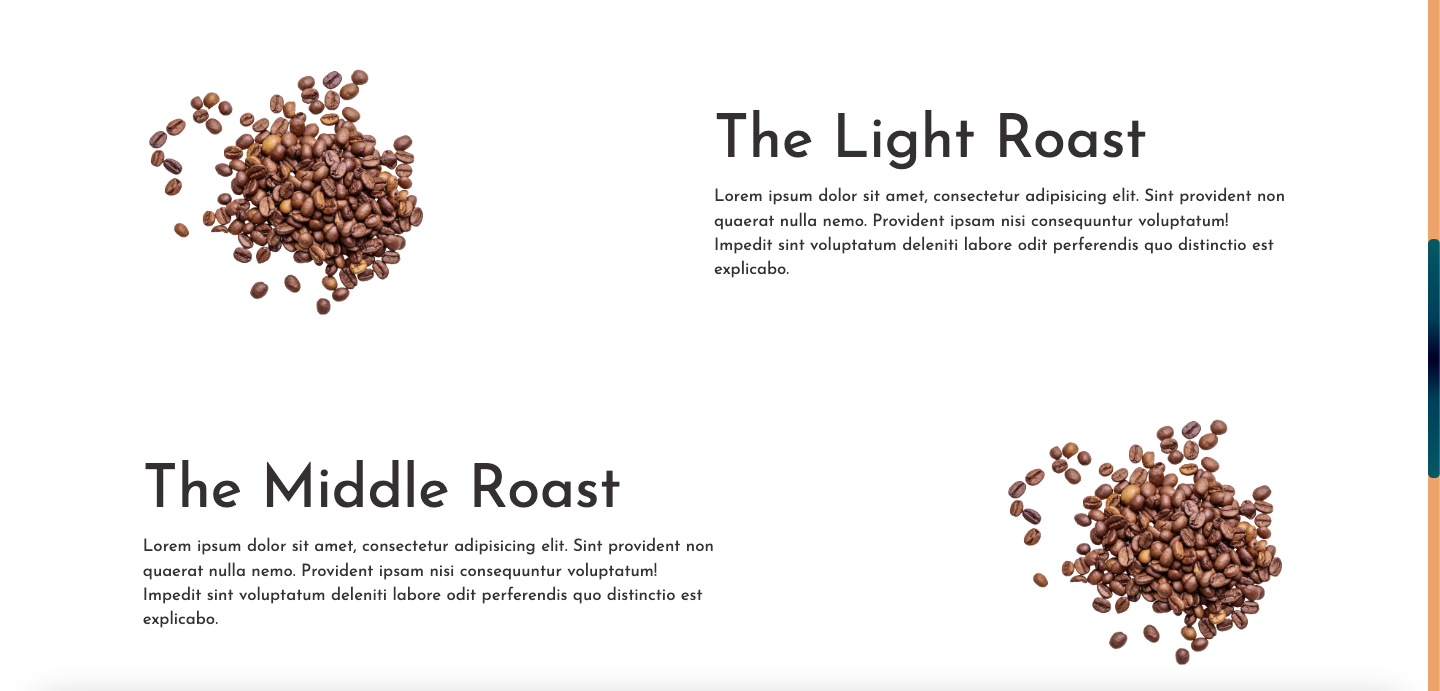 The Light Roast
Lorem ipsum dolor sit amet, consectetur adipisicing elit. Sint provident non
quaerat nulla nemo. Provident ipsam nisi consequuntur voluptatum!
Impedit sint voluptatum deleniti labore odit perferendis quo distinctio est
explicabo.
The Middle Roast
Lorem ipsum dolor sit amet, consectetur adipisicing elit. Sint provident non
quaerat nulla nemo. Provident ipsam nisi consequuntur voluptatum!
Impedit sint voluptatum deleniti labore odit perferendis quo distinctio est
explicabo.